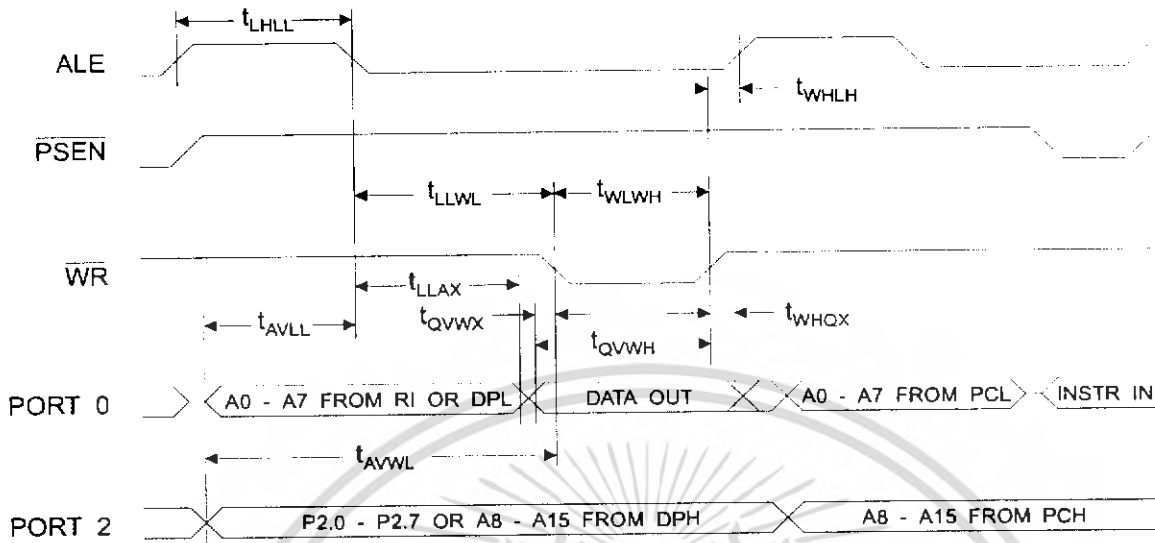 tLHLL
ALE
tWHLH
PSEN
tLLWL
tWLWH
WR
tLLAX
tAVLL
tQVWX
tWHQX
tQVWH
PORT 0
A0 - A7 FROM RI OR DPL
DATA OUT
A0 - A7 FROM PCL
INSTR IN
tAVWL
PORT 2
P2.0 - P2.7 OR A8 - A15 FROM DPH
A8 - A15 FROM PCH